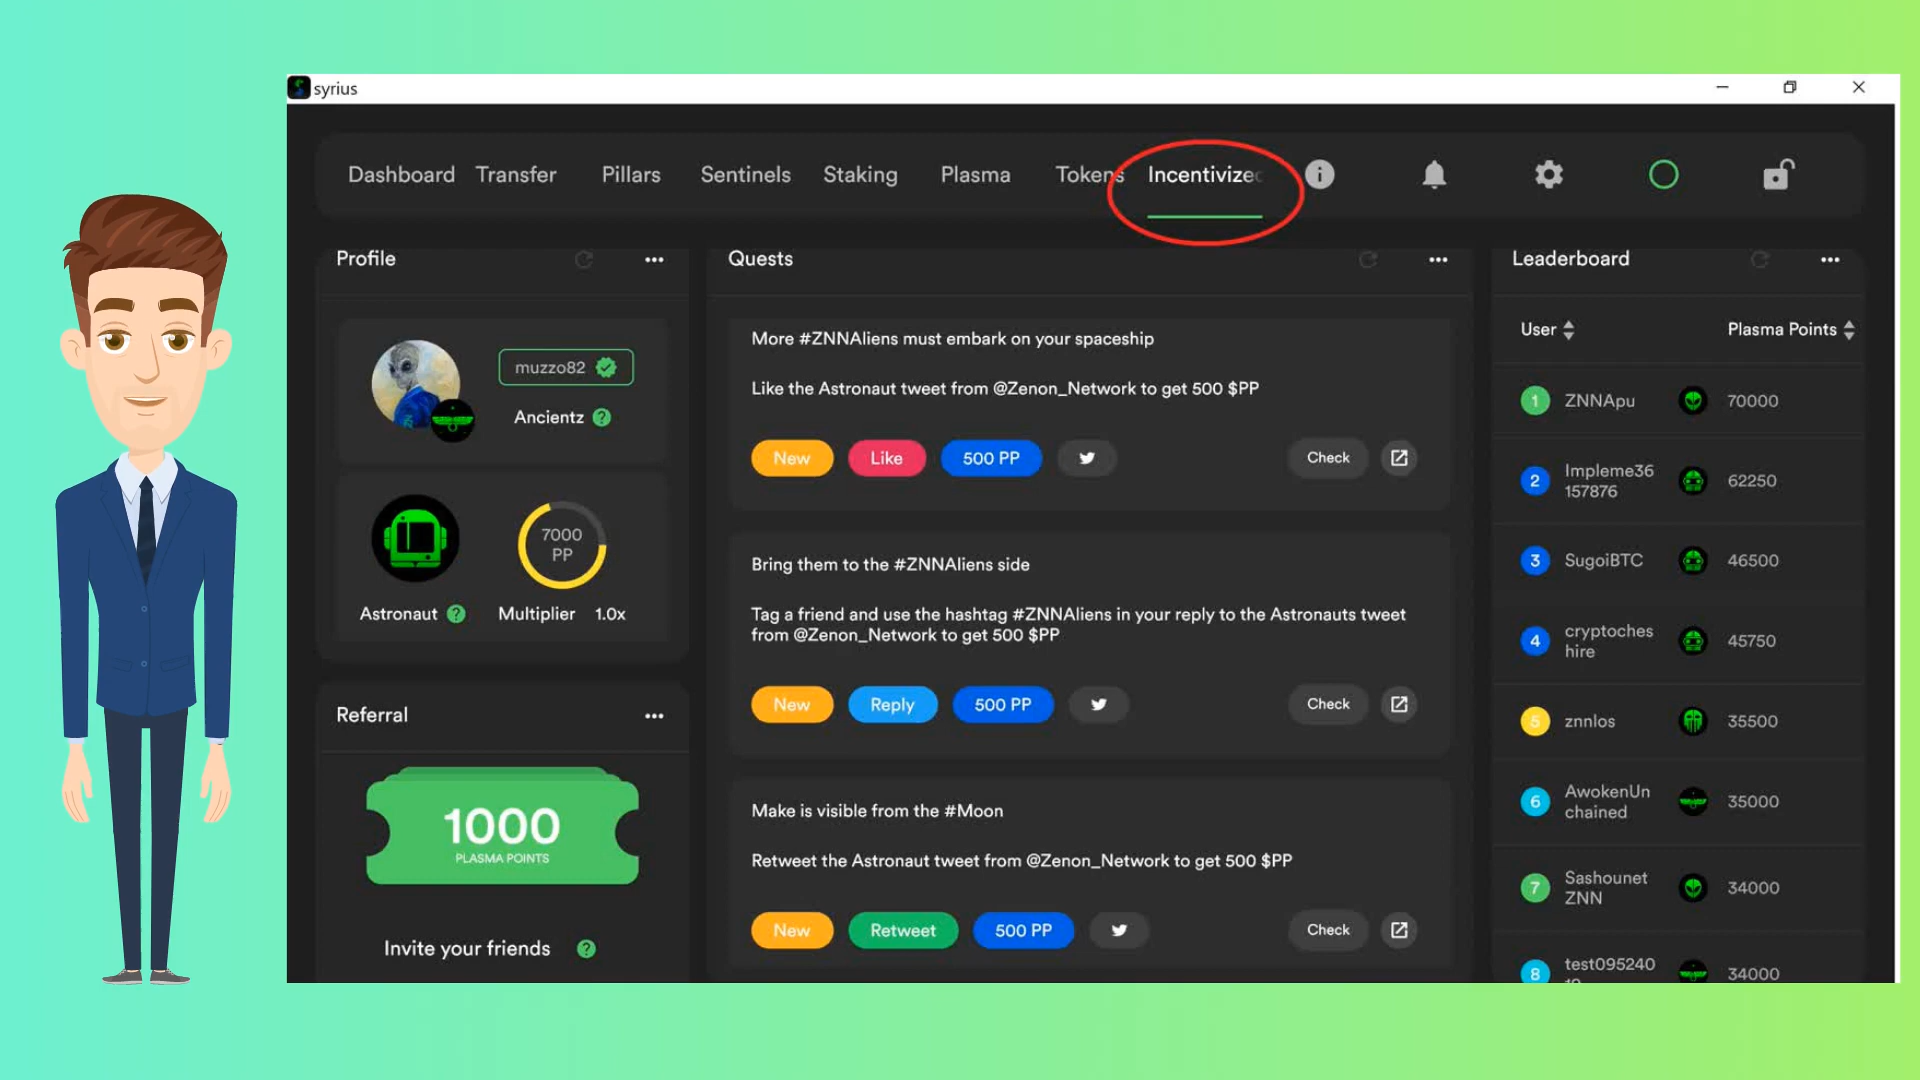 syrius
Dashboard Transfer Pillars Sentinels Staking Plasma Tokens Incentivized
Profile
muzzo82
Ancientz
7000
PP
Astronaut
Multiplier 1.0x
Referral
1000
PLASMA POINTS
Invite your friends
Quests
More #ZNNAliens must embark on your spaceship
Like the Astronaut tweet from @Zenon_Network to get 500 $PP
New Like 500 PP Check
Bring them to the #ZNNAliens side
Tag a friend and use the hashtag #ZNNAliens in your reply to the Astronauts tweet
from @Zenon_Network to get 500 $PP
New Reply 500 PP Check
Make is visible from the #Moon
Retweet the Astronaut tweet from @Zenon_Network to get 500 $PP
New Retweet 500 PP Check
Leaderboard
User Plasma Points
1 ZNNApu 70000
2 Impleme36
157876 62250
3 SugoiBTC 46500
4 cryptoches
hire 45750
5 znnlos 35500
6 AwokenUn
chained 35000
7 Sashounet
ZNN 34000
8 test095240 34000